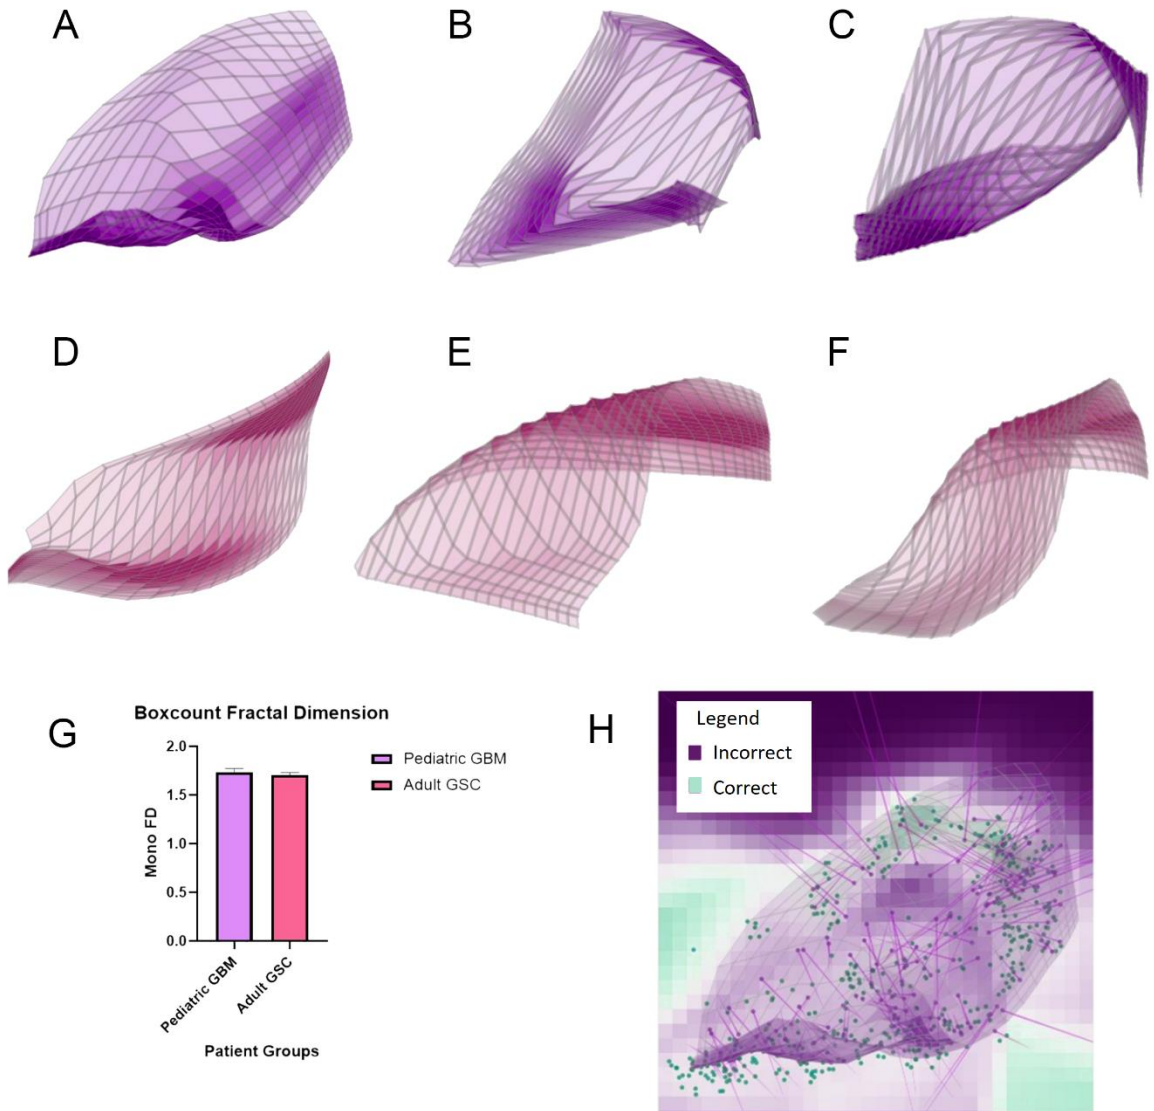 A
B
C
D
E
F
G
Boxcount Fractal Dimension
2.0
1.5
1.0
0.5
0.0
Mono FD
Pediatric GBM
Adult GSC
Patient Groups
Pediatric GBM
Adult GSC
H
Legend
Incorrect
Correct